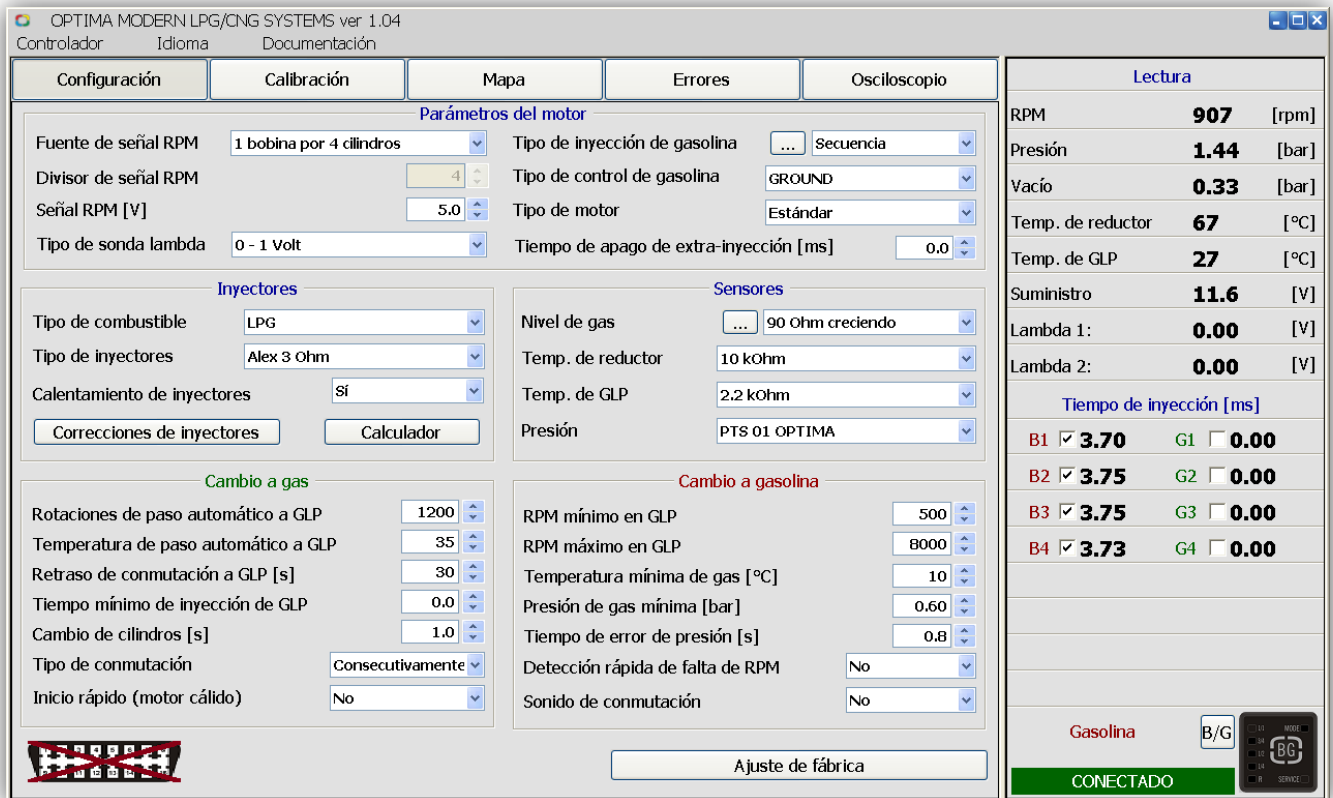 OPTIMA MODERN LPG/CNG SYSTEMS ver 1.04
Controlador Idioma Documentación
Configuración Calibración Mapa Errores Osciloscopio
Parámetros del motor
Fuente de señal RPM 1 bobina por 4 cilindros
Divisor de señal RPM 4
Señal RPM [V] 5.0
Tipo de sonda lambda 0 - 1 Volt
Tipo de inyección de gasolina ... Secuencia
Tipo de control de gasolina GROUND
Tipo de motor Estándar
Tiempo de apago de extra-inyección [ms] 0.0
Inyectores
Tipo de combustible LPG
Tipo de inyectores Alex 3 Ohm
Calentamiento de inyectores Sí
Correcciones de inyectores Calculador
Sensores
Nivel de gas ... 90 Ohm creciendo
Temp. de reductor 10 kOhm
Temp. de GLP 2.2 kOhm
Presión PTS 01 OPTIMA
Cambio a gas
Rotaciones de paso automático a GLP 1200
Temperatura de paso automático a GLP 35
Retraso de conmutación a GLP [s] 30
Tiempo mínimo de inyección de GLP 0.0
Cambio de cilindros [s] 1.0
Tipo de conmutación Consecutivamente
Inicio rápido (motor cálido) No
Cambio a gasolina
RPM mínimo en GLP 500
RPM máximo en GLP 8000
Temperatura mínima de gas [°C] 10
Presión de gas mínima [bar] 0.60
Tiempo de error de presión [s] 0.8
Detección rápida de falta de RPM No
Sonido de conmutación No
Ajuste de fábrica
Lectura
RPM 907 [rpm]
Presión 1.44 [bar]
Vacío 0.33 [bar]
Temp. de reductor 67 [°C]
Temp. de GLP 27 [°C]
Suministro 11.6 [V]
Lambda 1: 0.00 [V]
Lambda 2: 0.00 [V]
Tiempo de inyección [ms]
B1 3.70 G1 0.00
B2 3.75 G2 0.00
B3 3.75 G3 0.00
B4 3.73 G4 0.00
Gasolina B/G
MODE
BG
SERVICE
CONECTADO